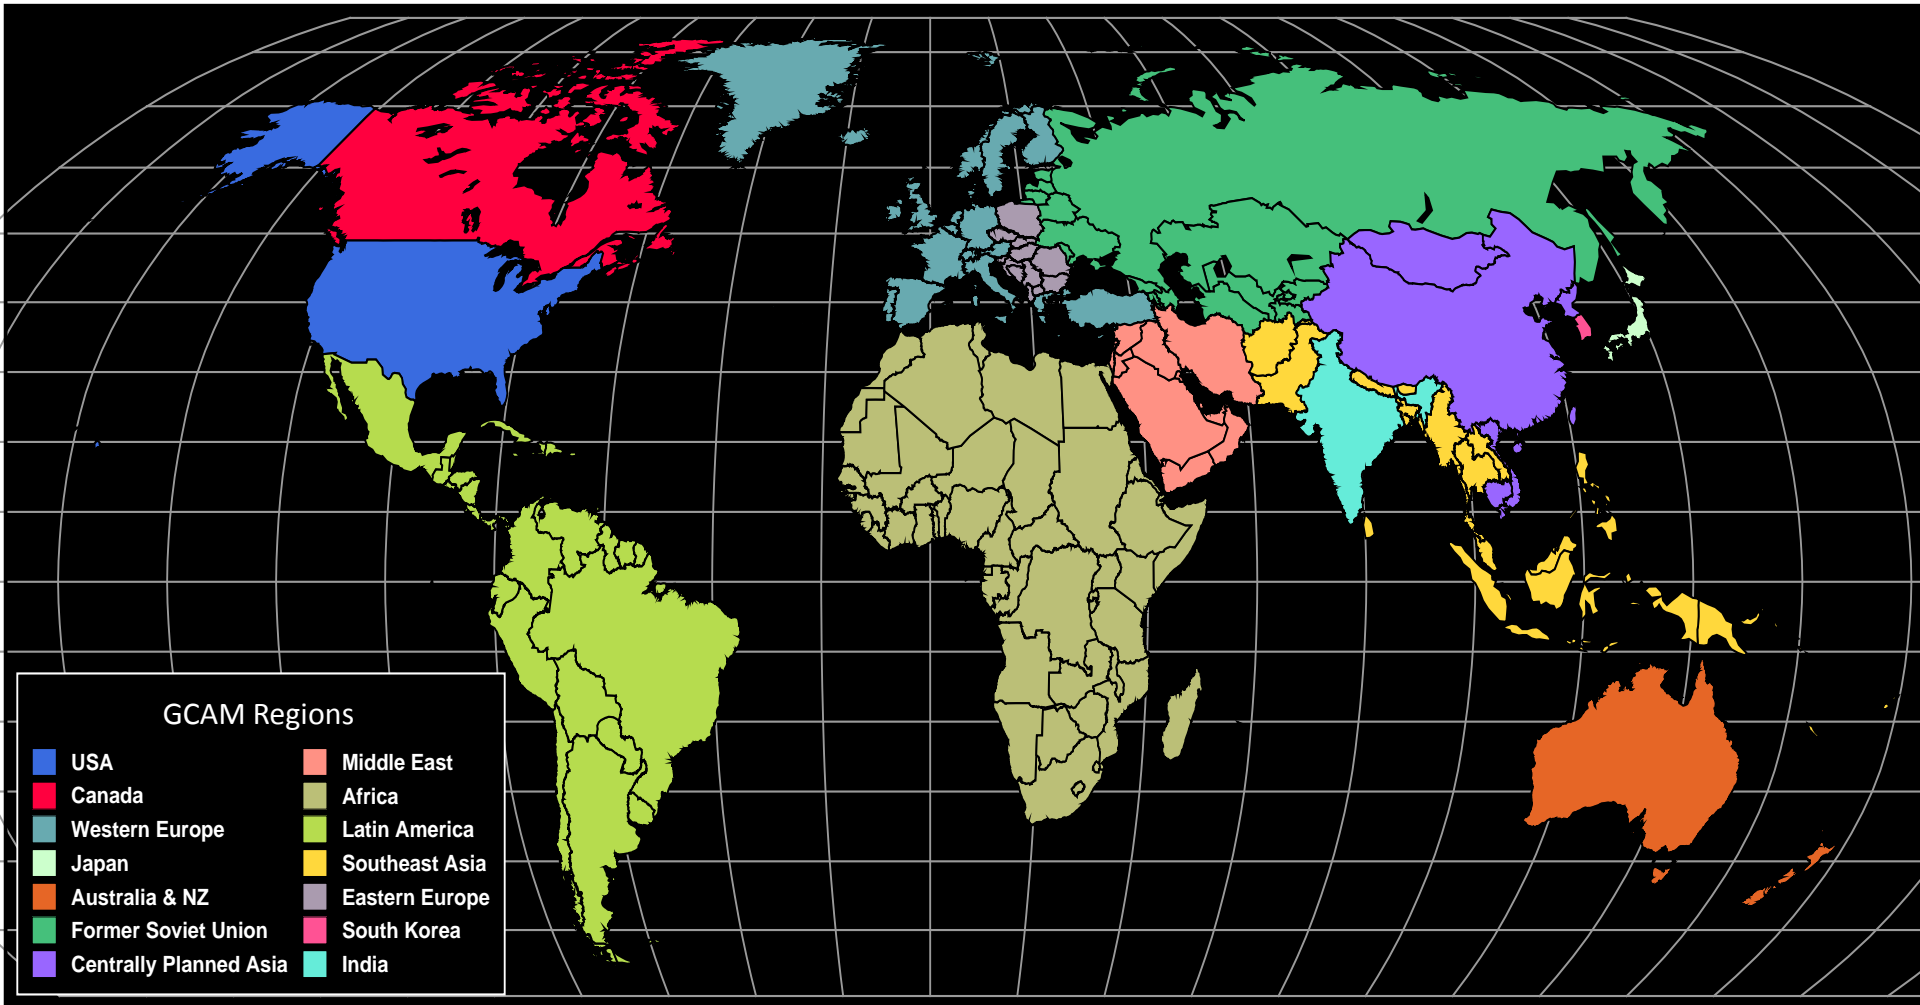 GCAM Regions
USA
Canada
Western Europe
Japan
Australia & NZ
Former Soviet Union
Centrally Planned Asia
Middle East
Africa
Latin America
Southeast Asia
Eastern Europe
South Korea
India